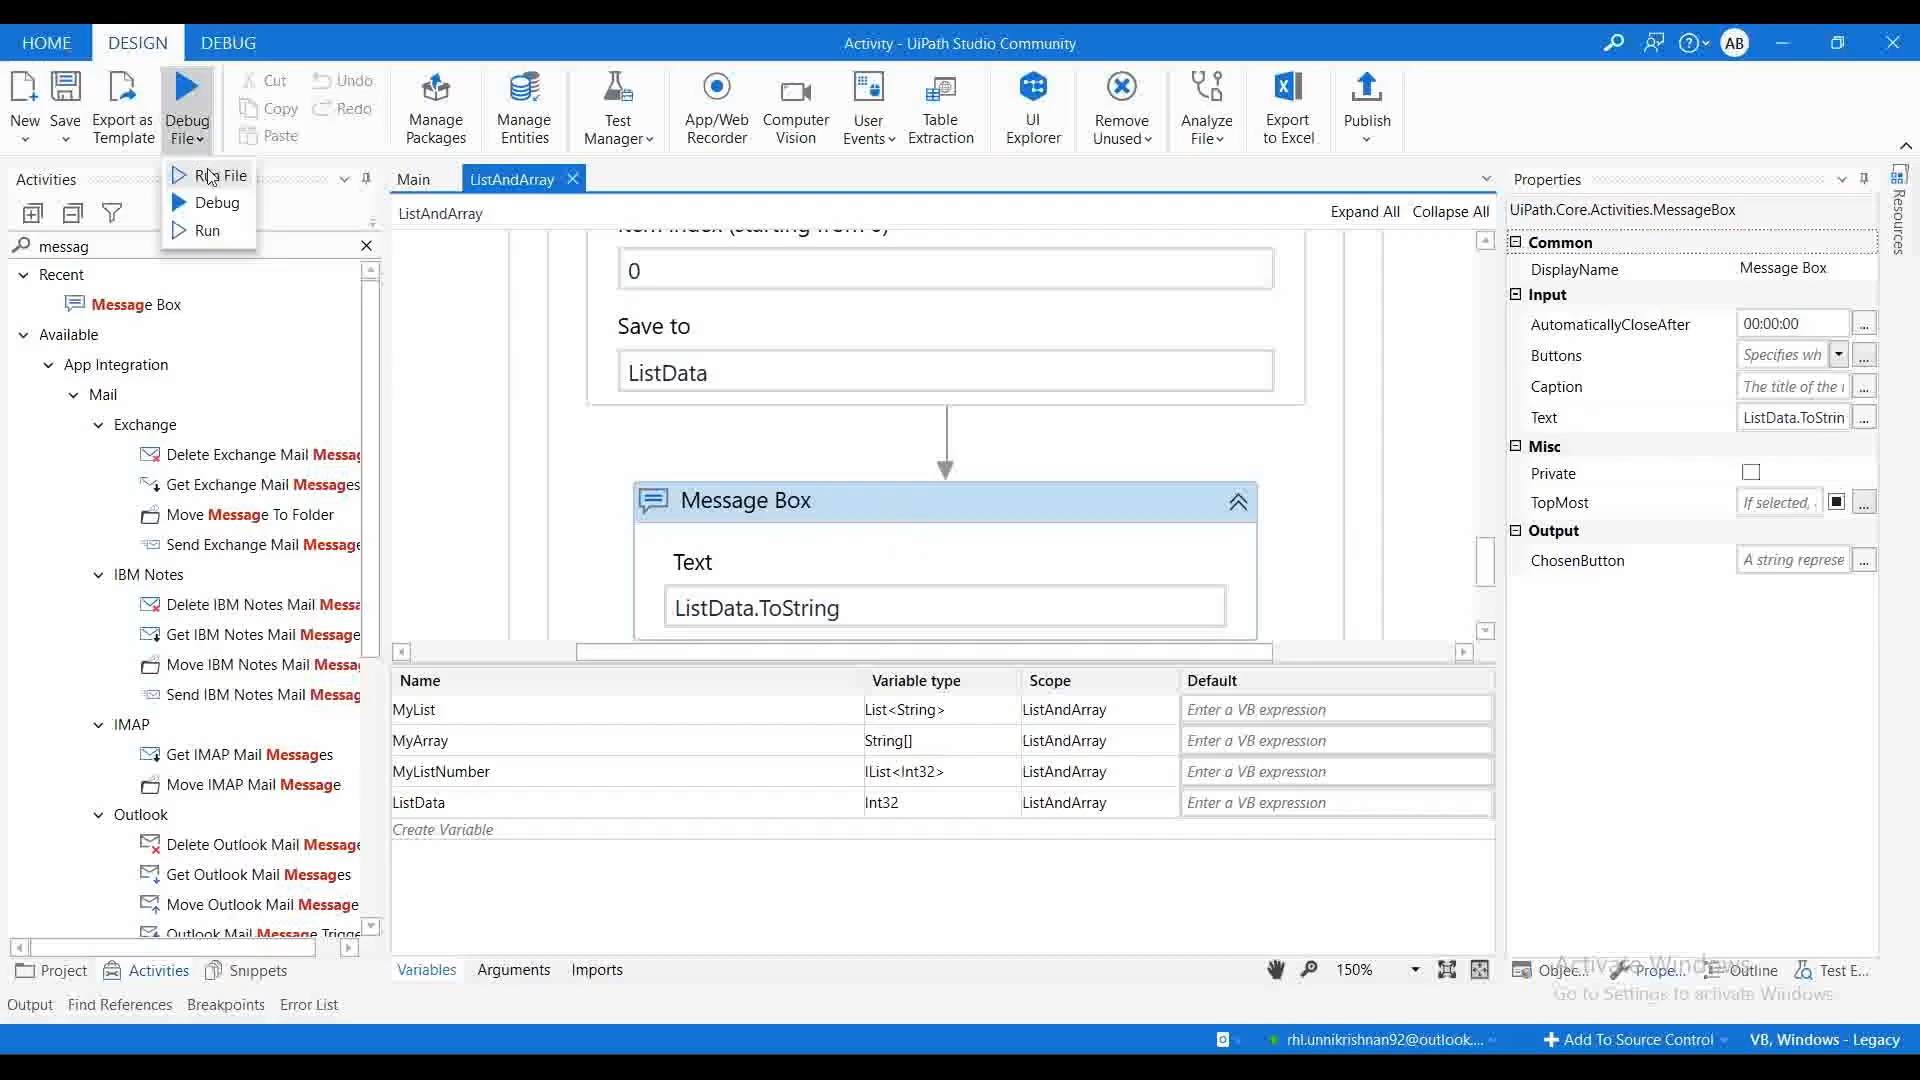 HOME DESIGN DEBUG
Activity - UiPath Studio Community
AB
New
Save
Export as
Template
Debug
File
Cut
Copy
Paste
Undo
Redo
Manage
Packages
Manage
Entities
Test
Manager
App/Web
Recorder
Computer
Vision
User
Events
Table
Extraction
UI
Explorer
Remove
Unused
Analyze
File
Export
to Excel
Publish
File
Debug
Run
Activities
messag
Recent
Message Box
Available
App Integration
Mail
Exchange
Delete Exchange Mail Messag
Get Exchange Mail Messages
Move Message To Folder
Send Exchange Mail Message
IBM Notes
Delete IBM Notes Mail Messa
Get IBM Notes Mail Message
Move IBM Notes Mail Messag
Send IBM Notes Mail Messag
IMAP
Get IMAP Mail Messages
Move IMAP Mail Message
Outlook
Delete Outlook Mail Message
Get Outlook Mail Messages
Move Outlook Mail Message
Outlook Mail Message Trigge
Project Activities Snippets
Main ListAndArray
ListAndArray
Expand All Collapse All
Item Index (starting from 0)
0
Save to
ListData
Message Box
Text
ListData.ToString
Name Variable type Scope Default
MyList List<String> ListAndArray Enter a VB expression
MyArray String[] ListAndArray Enter a VB expression
MyListNumber IList<Int32> ListAndArray Enter a VB expression
ListData Int32 ListAndArray Enter a VB expression
Create Variable
Variables Arguments Imports
150%
Properties
UiPath.Core.Activities.MessageBox
Common
DisplayName Message Box
Input
AutomaticallyCloseAfter 00:00:00 ...
Buttons Specifies wh ...
Caption The title of the ...
Text ListData.ToStrin ...
Misc
Private
TopMost If selected, ...
Output
ChosenButton A string represe ...
Resources
Objec... Prope... Outline Test E...
Activate Windows
Go to Settings to activate Windows.
Output Find References Breakpoints Error List
rhl.unnikrishnan92@outlook....
Add To Source Control
VB, Windows - Legacy